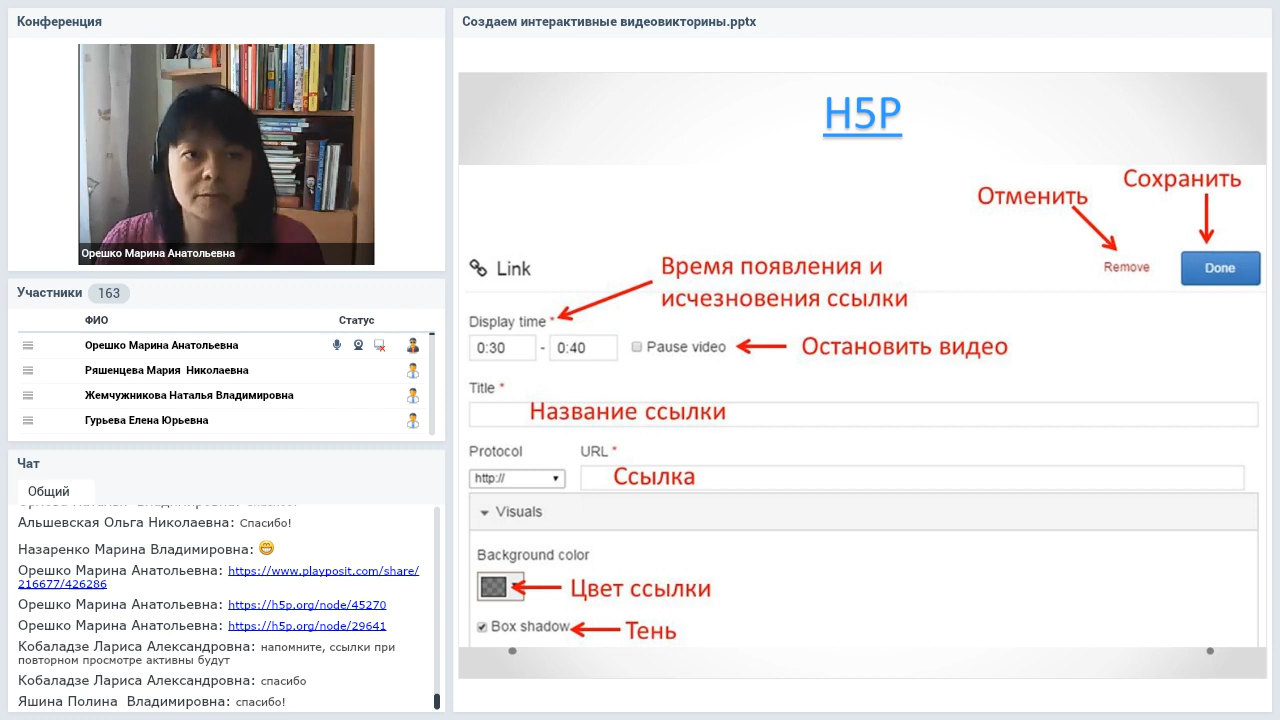 Конференция
Орешко Марина Анатольевна
Участники 163
ФИО Статус
Орешко Марина Анатольевна
Ряшенцева Мария Николаевна
Жемчужникова Наталья Владимировна
Гурьева Елена Юрьевна
Чат
Общий
Альшевская Ольга Николаевна: Спасибо!
Назаренко Марина Владимировна:
Орешко Марина Анатольевна: https://www.playposit.com/share/
216677/426286
Орешко Марина Анатольевна: https://h5p.org/node/45270
Орешко Марина Анатольевна: https://h5p.org/node/29641
Кобаладзе Лариса Александровна: напомните, ссылки при
повторном просмотре активны будут
Кобаладзе Лариса Александровна: спасибо
Яшина Полина Владимировна: спасибо!
Создаем интерактивные видеовикторины.pptx
H5P
Отменить
Сохранить
Link
Время появления и
исчезновения ссылки
Remove
Done
Display time *
0:30 - 0:40
Pause video
Остановить видео
Title *
Название ссылки
Protocol URL *
http:// Ссылка
Visuals
Background color
Цвет ссылки
Box shadow
Тень